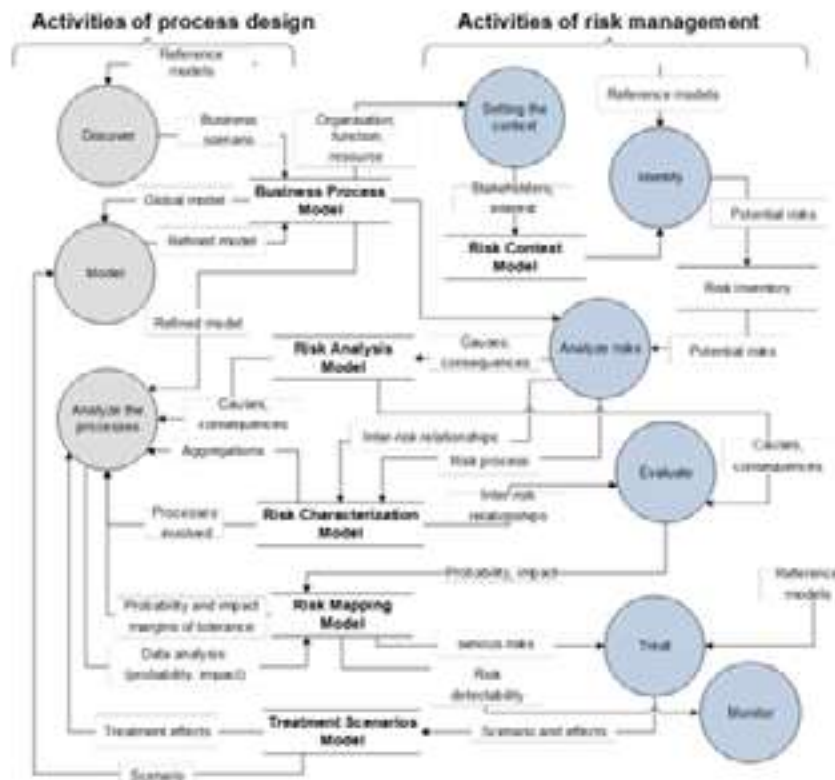 Activities of process design
Activities of risk management
Reference
models
Reference models
Discover
Business
scenario
Organisation,
function,
resource
Setting the
context
Identify
Global model
Business Process
Model
Stakeholders,
Potential risks
Refined model
Risk Context
Model
Model
Risk inventory
Refined model
Risk Analysis
Model
Causes,
consequences
Analyze risks
Potential risks
Analyze the
processes
Causes,
consequences
Inter-risk relationships
Causes,
consequences
Aggregations
Risk process
Evaluate
Processes
involved
Risk Characterization
Model
Inter risk
relationships
Probability, impact
Reference
models
Probability and impact
margins of tolerance
Risk Mapping
Model
serious risks
Treat
Data analysis
(probability, impact)
Risk
detectability
Monitor
Treatment effects
Treatment Scenarios
Model
Scenario and effects
Scenario